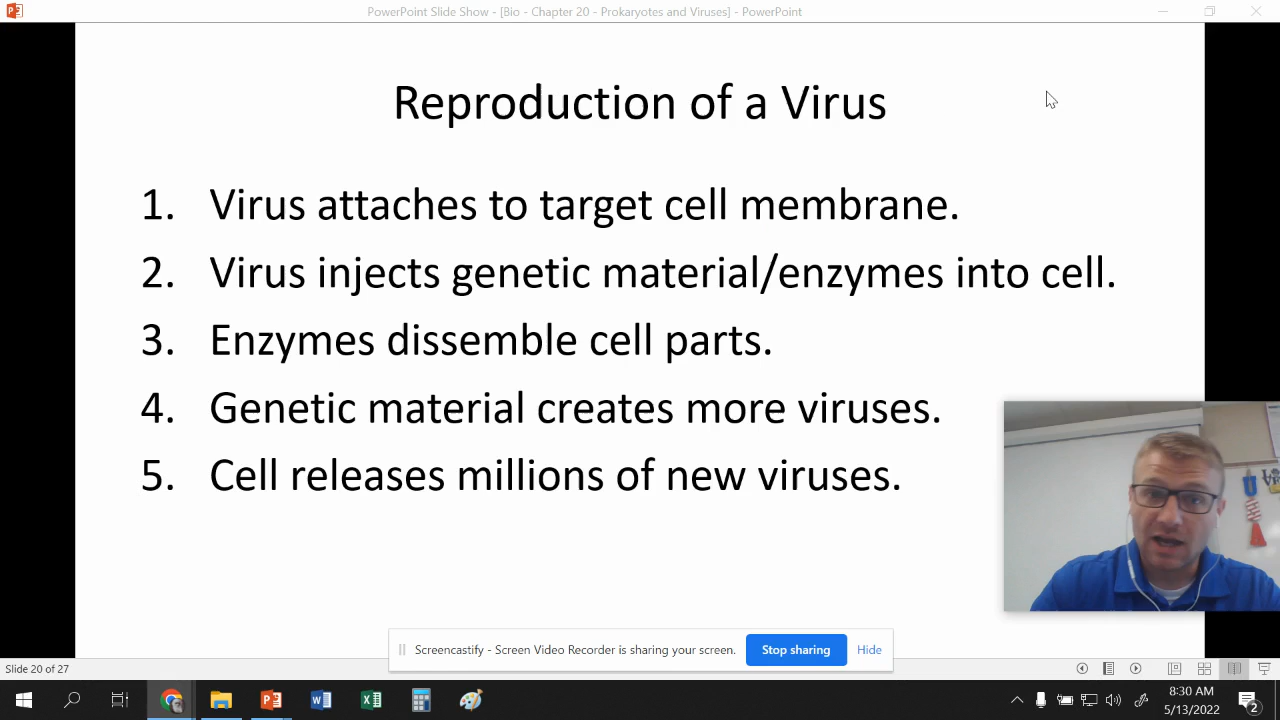 PowerPoint Slide Show - [Bio - Chapter 20 - Prokaryotes and Viruses] - PowerPoint
Reproduction of a Virus
1. Virus attaches to target cell membrane.
2. Virus injects genetic material/enzymes into cell.
3. Enzymes dissemble cell parts.
4. Genetic material creates more viruses.
5. Cell releases millions of new viruses.
Screencastify - Screen Video Recorder is sharing your screen. Stop sharing Hide
Slide 20 of 27
8:30 AM
5/13/2022
2